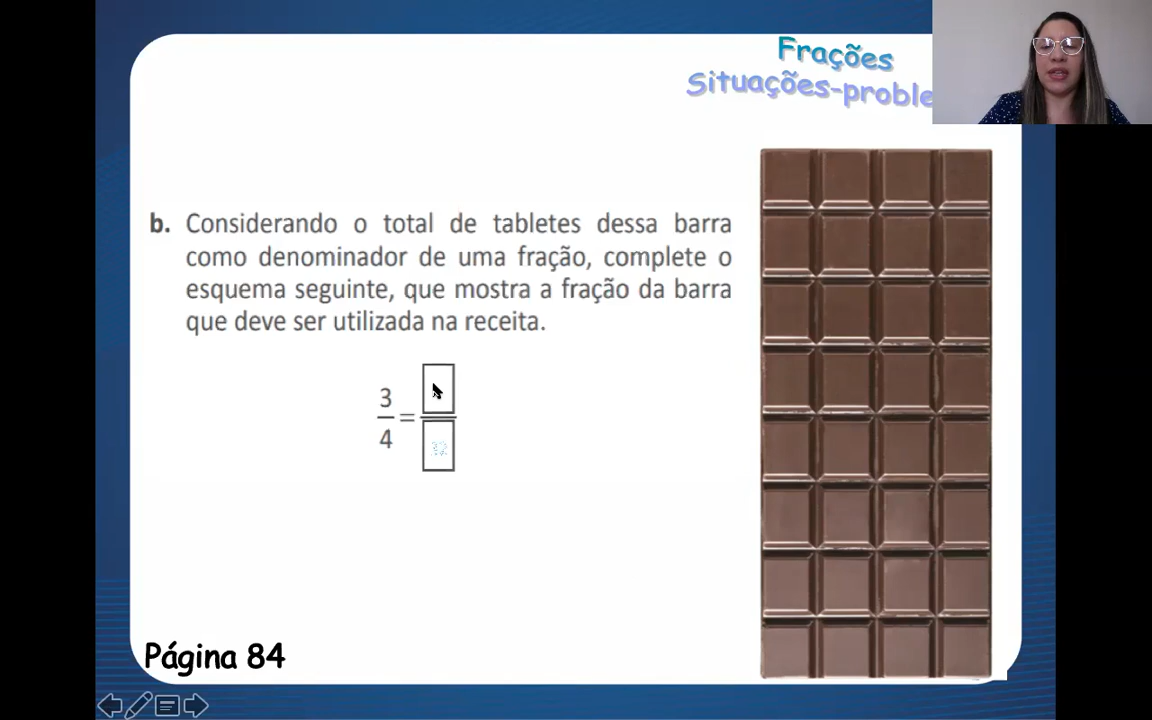 Frações
Situações-proble
b. Considerando o total de tabletes dessa barra
como denominador de uma fração, complete o
esquema seguinte, que mostra a fração da barra
que deve ser utilizada na receita.
3
4
=
32
Página 84